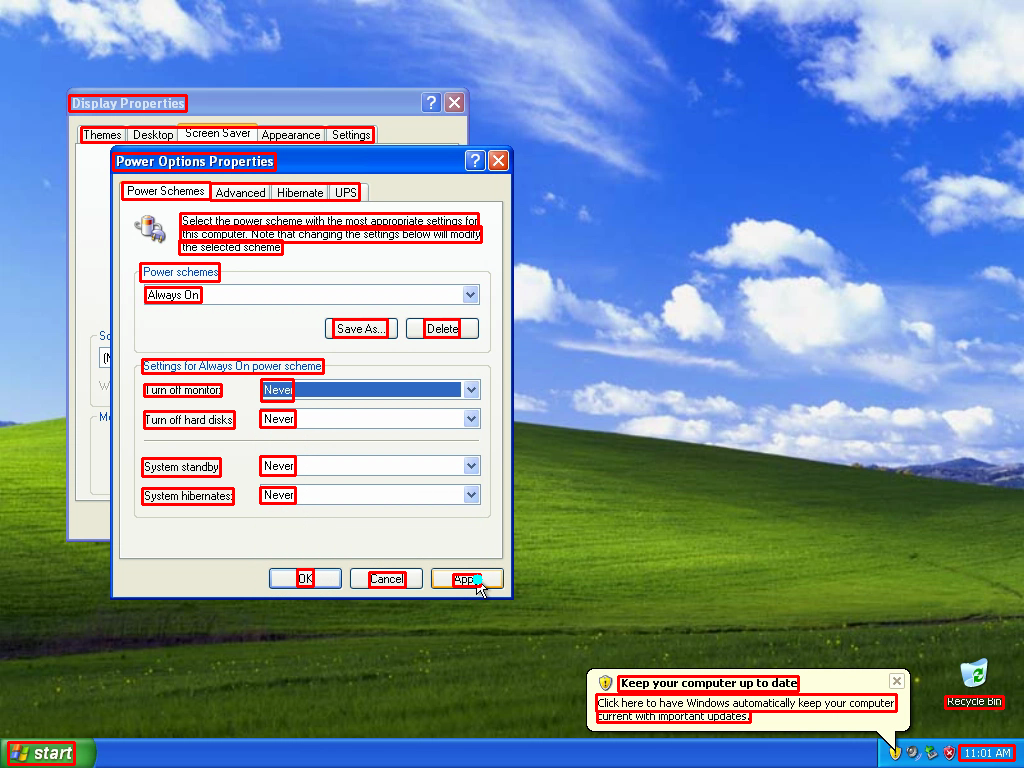 Display Properties
Themes Desktop Screen Saver Appearance Settings
Power Options Properties
Power Schemes Advanced Hibernate UPS
Select the power scheme with the most appropriate settings for
this computer. Note that changing the settings below will modify
the selected scheme.
Power schemes
Always On
Save As... Delete
Settings for Always On power scheme
Turn off monitor: Never
Turn off hard disks: Never
System standby: Never
System hibernates: Never
OK Cancel
Keep your computer up to date
Click here to have Windows automatically keep your computer
current with important updates.
Recycle Bin
start
11:01 AM